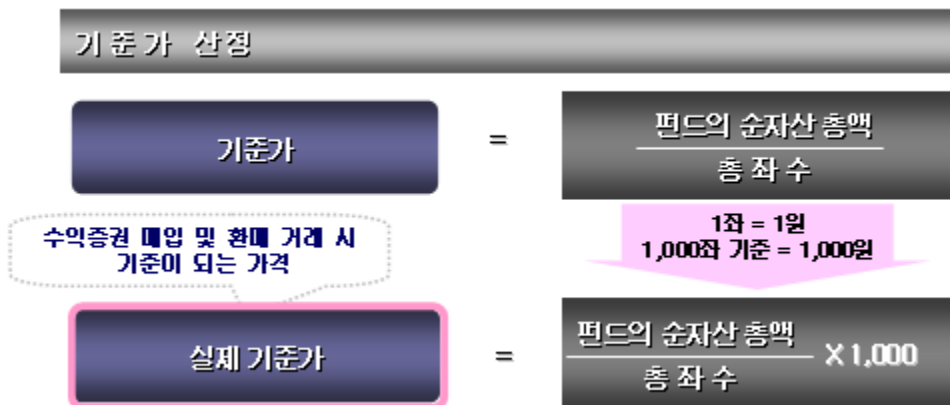 기준가 산정
기준가
=
펀드의 순자산 총액
총 좌 수
수익증권 매입 및 환매 거래 시
기준이 되는 가격
1좌 = 1원
1,000좌 기준 = 1,000원
실제 기준가
=
펀드의 순자산 총액
총 좌 수
X 1,000